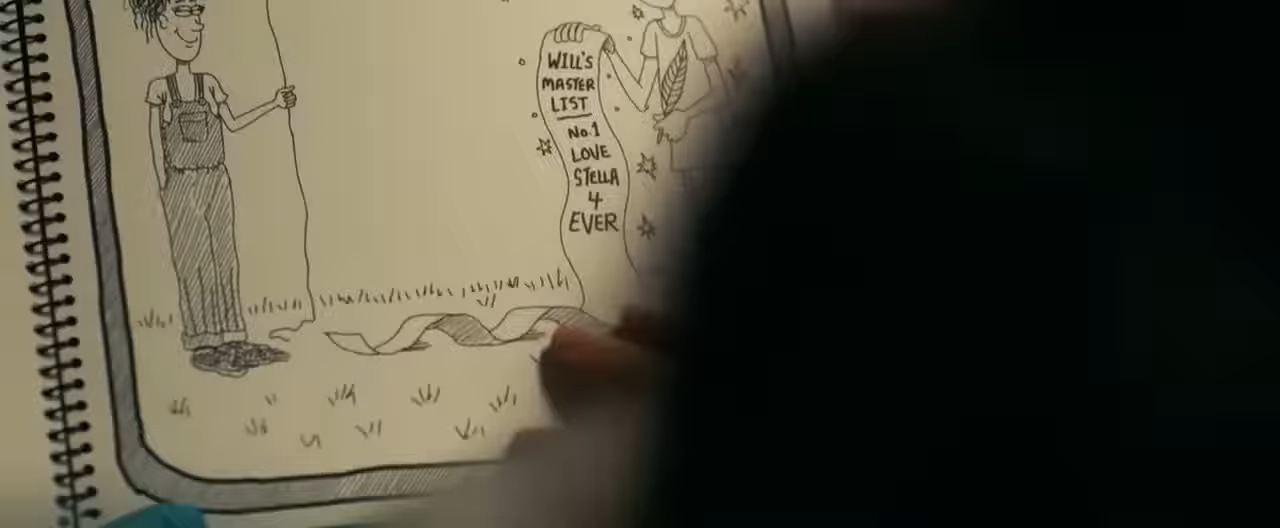 WILL'S
MASTER
LIST
No.1
LOVE
STELLA
4
EVER